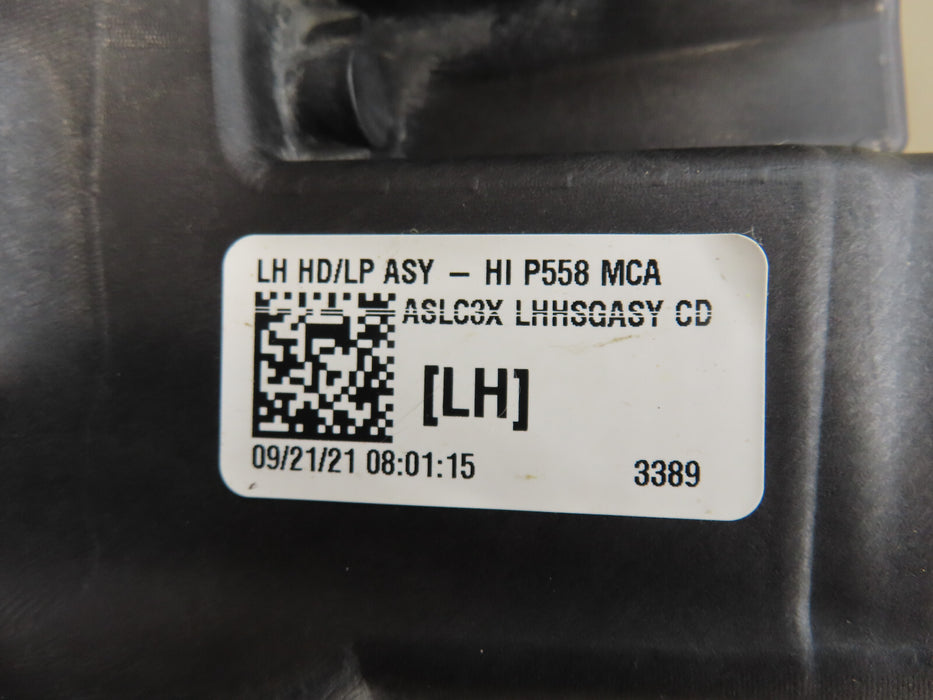 LH HD/LP ASY – HI P558 MCA
ASLC3X LHHSGASY CD
[LH]
09/21/21 08:01:15
3389